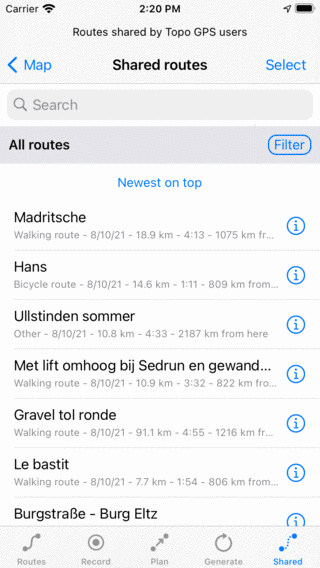 Carrier 2:20 PM
Routes shared by Topo GPS users
Map Shared routes Select
Search
All routes Filter
Newest on top
Madritsche
Walking route - 8/10/21 - 18.9 km - 4:13 - 1075 km fr...
Hans
Bicycle route - 8/10/21 - 14.6 km - 1:11 - 809 km from...
Ullstinden sommer
Other - 8/10/21 - 10.8 km - 4:33 - 2187 km from here
Met lift omhoog bij Sedrun en gewand...
Walking route - 8/10/21 - 10.9 km - 3:32 - 822 km fro...
Gravel tol ronde
Walking route - 8/10/21 - 91.1 km - 4:55 - 1216 km fr...
Le bastit
Walking route - 8/10/21 - 7.7 km - 1:54 - 806 km from...
Burgstraße - Burg Eltz
Routes Record Plan Generate Shared